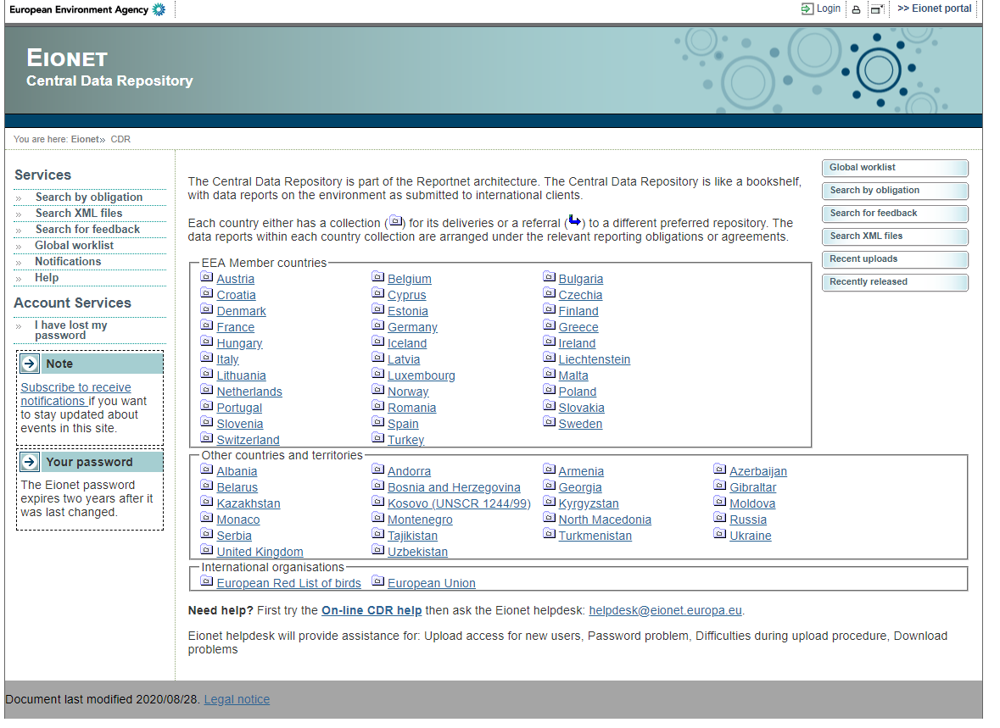 European Environment Agency
Login
>> Eionet portal
EIONET
Central Data Repository
You are here: Eionet» CDR
Services
» Search by obligation
» Search XML files
» Search for feedback
» Global worklist
» Notifications
» Help
Account Services
» I have lost my
password
Note
Subscribe to receive
notifications if you want
to stay updated about
events in this site.
Your password
The Eionet password
expires two years after it
was last changed.
The Central Data Repository is part of the Reportnet architecture. The Central Data Repository is like a bookshelf,
with data reports on the environment as submitted to international clients.
Each country either has a collection () for its deliveries or a referral () to a different preferred repository. The
data reports within each country collection are arranged under the relevant reporting obligations or agreements.
EEA Member countries
Austria Belgium Bulgaria
Croatia Cyprus Czechia
Denmark Estonia Finland
France Germany Greece
Hungary Iceland Ireland
Italy Latvia Liechtenstein
Lithuania Luxembourg Malta
Netherlands Norway Poland
Portugal Romania Slovakia
Slovenia Spain Sweden
Switzerland Turkey
Other countries and territories
Albania Andorra Armenia Azerbaijan
Belarus Bosnia and Herzegovina Georgia Gibraltar
Kazakhstan Kosovo (UNSCR 1244/99) Kyrgyzstan Moldova
Monaco Montenegro North Macedonia Russia
Serbia Tajikistan Turkmenistan Ukraine
United Kingdom Uzbekistan
International organisations
European Red List of birds European Union
Need help? First try the On-line CDR help then ask the Eionet helpdesk: helpdesk@eionet.europa.eu.
Eionet helpdesk will provide assistance for: Upload access for new users, Password problem, Difficulties during upload procedure, Download
problems
Global worklist
Search by obligation
Search for feedback
Search XML files
Recent uploads
Recently released
Document last modified 2020/08/28. Legal notice